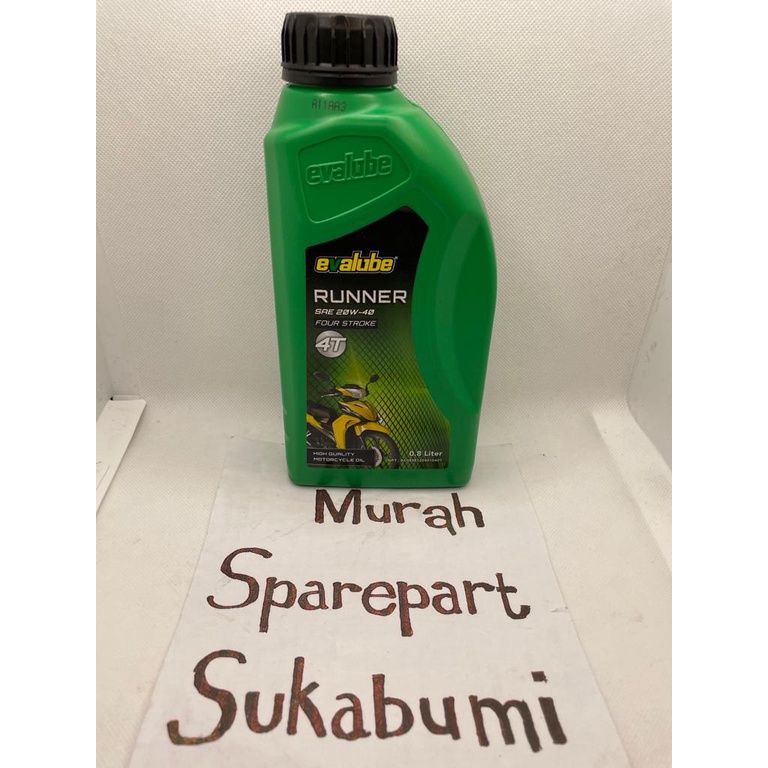 A11AA3
evalube
evalube
RUNNER
SAE 20W-40
FOUR STROKE
4T
HIGH QUALITY
MOTORCYCLE OIL
0,8 Liter
Murah
Sparepart
Sukabumi